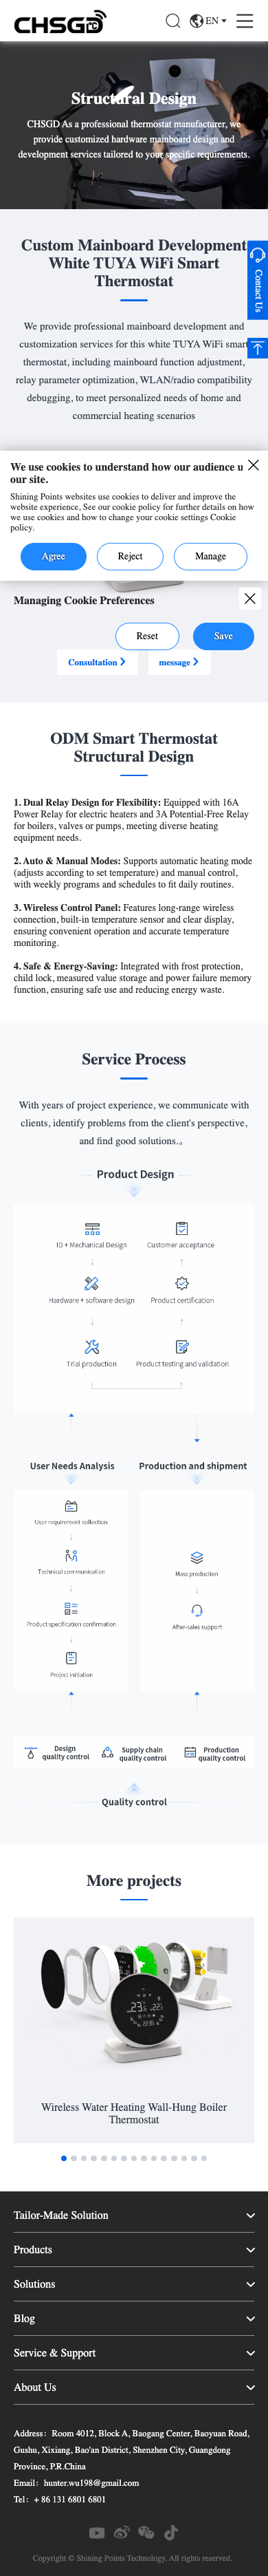 CHSGD
EN
Structural Design
CHSGD As a professional thermostat manufacturer, we
provide customized hardware mainboard design and
development services tailored to your specific requirements.
Contact Us
Custom Mainboard Development
White TUYA WiFi Smart
Thermostat
We provide professional mainboard development and
customization services for this white TUYA WiFi smart
thermostat, including mainboard function adjustment,
relay parameter optimization, WLAN/radio compatibility
debugging, to meet personalized needs of home and
commercial heating scenarios
We use cookies to understand how our audience u
our site.
Shining Points websites use cookies to deliver and improve the
website experience, See our cookie policy for further details on how
we use cookies and how to change your cookie settings Cookie
policy.
Agree
Reject
Manage
Managing Cookie Preferences
Reset
Save
Consultation
message
ODM Smart Thermostat
Structural Design
1. Dual Relay Design for Flexibility: Equipped with 16A
Power Relay for electric heaters and 3A Potential-Free Relay
for boilers, valves or pumps, meeting diverse heating
equipment needs.
2. Auto & Manual Modes: Supports automatic heating mode
(adjusts according to set temperature) and manual control,
with weekly programs and schedules to fit daily routines.
3. Wireless Control Panel: Features long-range wireless
connection, built-in temperature sensor and clear display,
ensuring convenient operation and accurate temperature
monitoring.
4. Safe & Energy-Saving: Integrated with frost protection,
child lock, measured value storage and power failure memory
function, ensuring safe use and reducing energy waste.
Service Process
With years of project experience, we communicate with
clients, identify problems from the client's perspective,
and find good solutions.。
Product Design
ID + Mechanical Design
Customer acceptance
Hardware + software design
Product certification
Trial production
Product testing and validation
User Needs Analysis
Production and shipment
User requirement collection
Technical communication
Mass production
Product specification confirmation
After-sales support
Project initiation
Design
quality control
Supply chain
quality control
Production
quality control
Quality control
More projects
Wireless Water Heating Wall-Hung Boiler
Thermostat
Tailor-Made Solution
Products
Solutions
Blog
Service & Support
About Us
Address：Room 4012, Block A, Baogang Center, Baoyuan Road,
Gushu, Xixiang, Bao'an District, Shenzhen City, Guangdong
Province, P.R.China
Email：hunter.wu198@gmail.com
Tel：+ 86 131 6801 6801
Copyright © Shining Points Technology. All rights reserved.